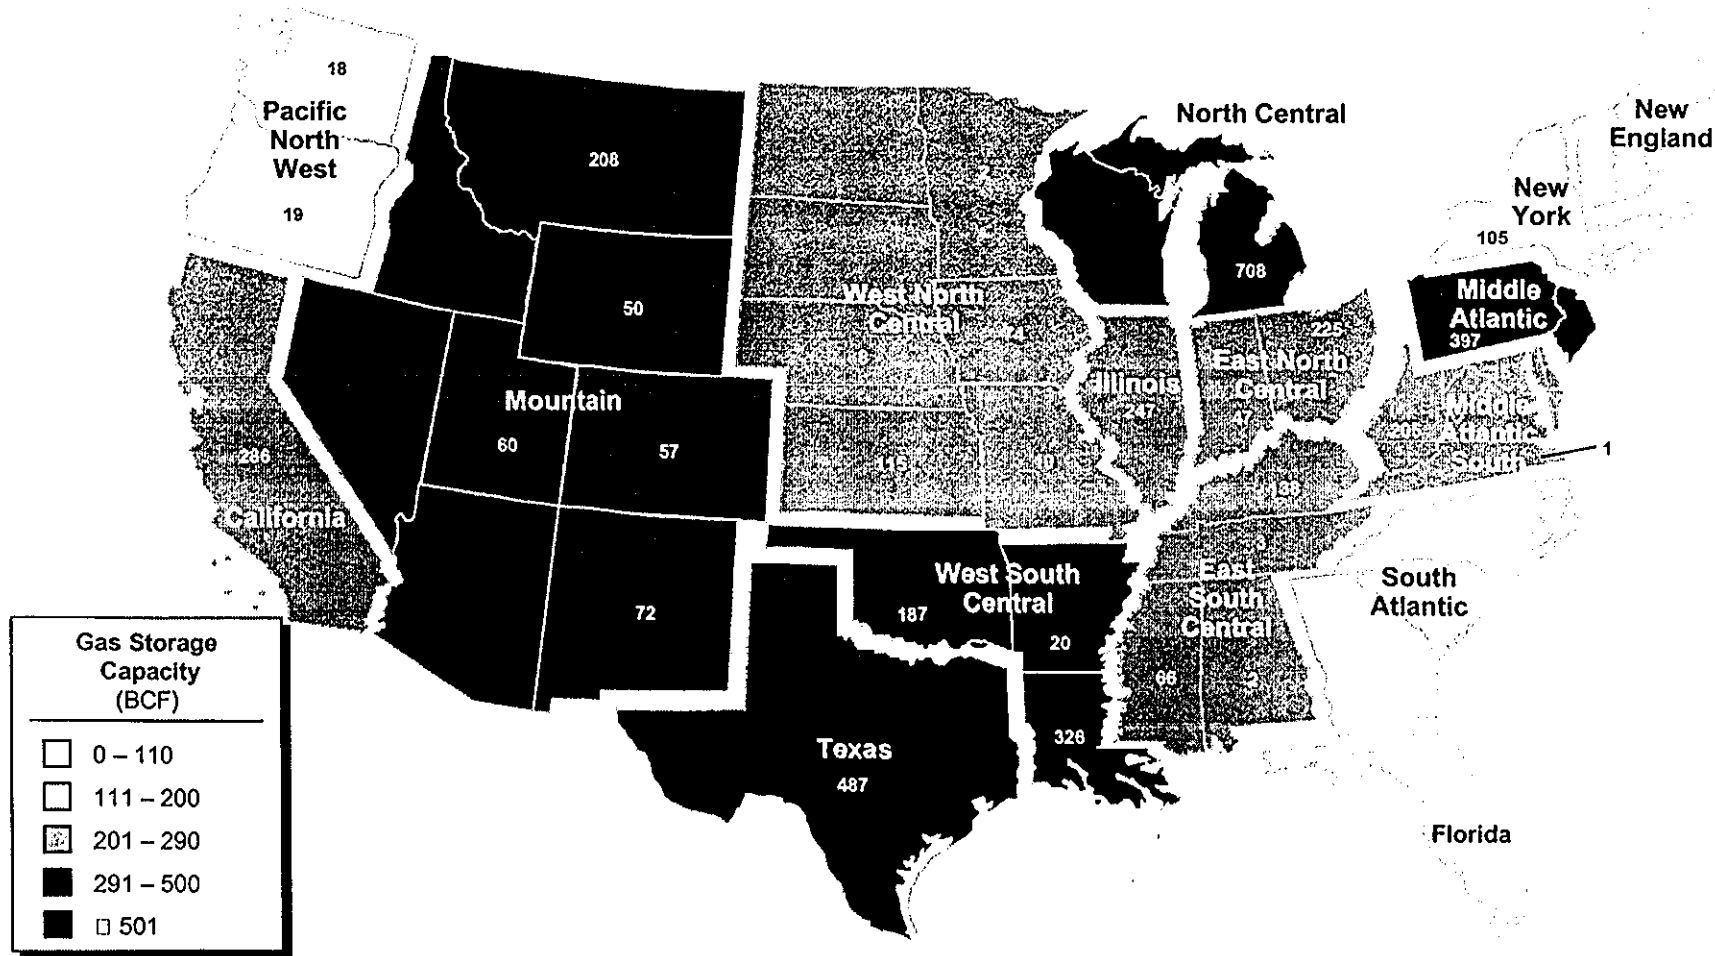 18
Pacific
North
West
19
208
50
Mountain
60
57
72
California
North Central
708
New
England
New
York
105
Middle
Atlantic
397
West North
Central
225
East North
Central
Illinois
247
47
205
Middle
Atlantic
South
1
West South
Central
187
20
326
East
South
Central
66
South
Atlantic
Texas
487
Florida
Gas Storage
Capacity
(BCF)
0 – 110
111 – 200
201 – 290
291 – 500
□ 501